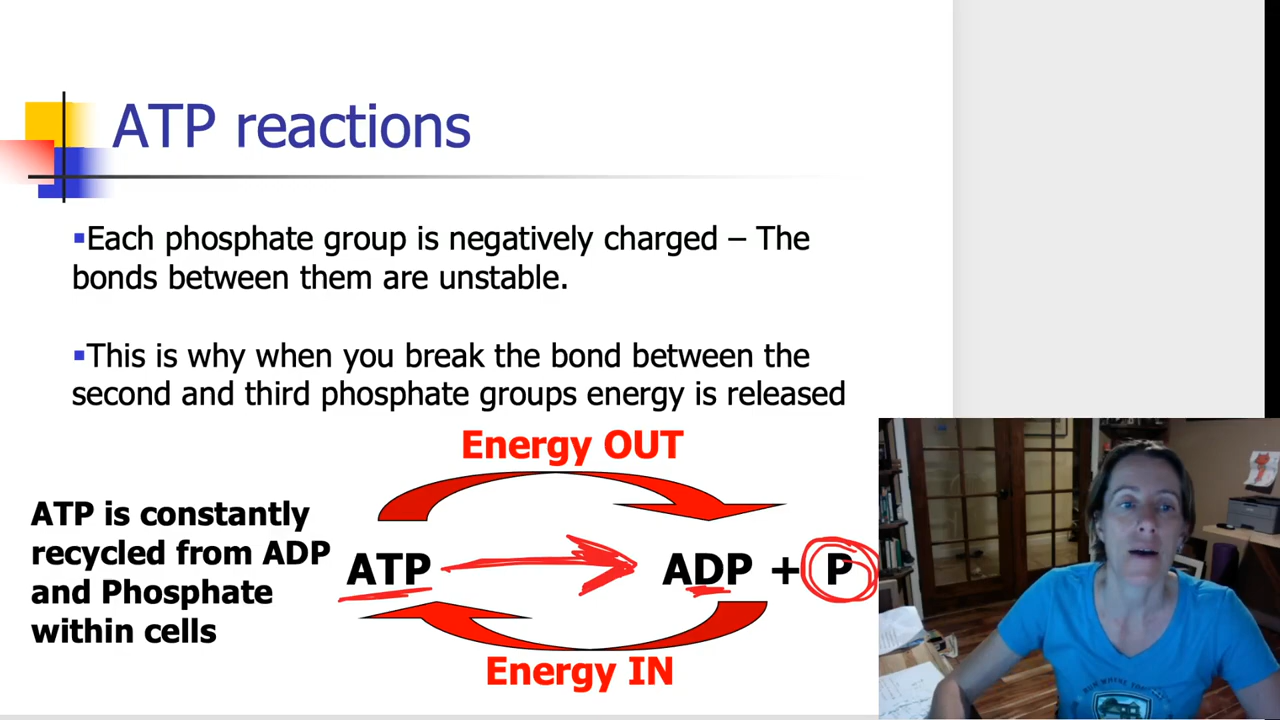 ATP reactions
▪Each phosphate group is negatively charged – The
bonds between them are unstable.
▪This is why when you break the bond between the
second and third phosphate groups energy is released
Energy OUT
ATP is constantly
recycled from ADP
and Phosphate
within cells
ATP
ADP + P
Energy IN